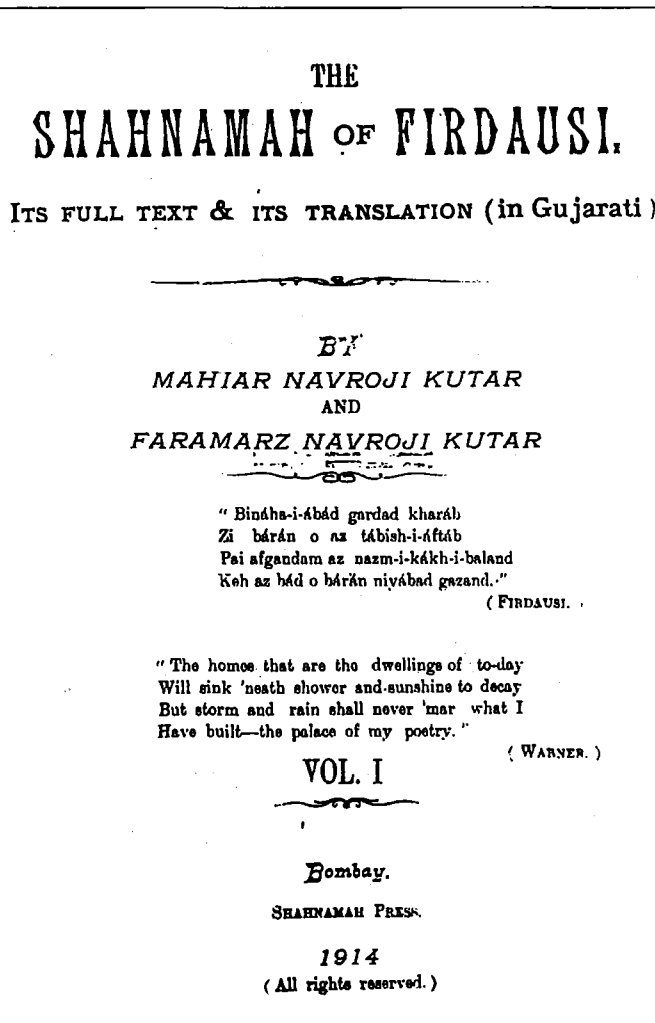 THE
SHAHNAMAH OF FIRDAUSI.
ITS FULL TEXT & ITS TRANSLATION (in Gujarati)
BY
MAHIAR NAVROJI KUTAR
AND
FARAMARZ NAVROJI KUTAR
" Bináha-i-ábád gardad kharáb
Zi bárán o az tábish-i-áftáb
Pai afgandam az nazm-i-kákh-i-baland
Keh az bád o bárán niyábad gazand."
( FIRDAUSI.
" The homes that are the dwellings of to-day
Will sink 'neath shower and sunshine to decay
But storm and rain shall never 'mar what I
Have built—the palace of my poetry. "
( WARNER. )
VOL. I
Bombay.
SHAHNAMAH PRESS.
1914
( All rights reserved. )